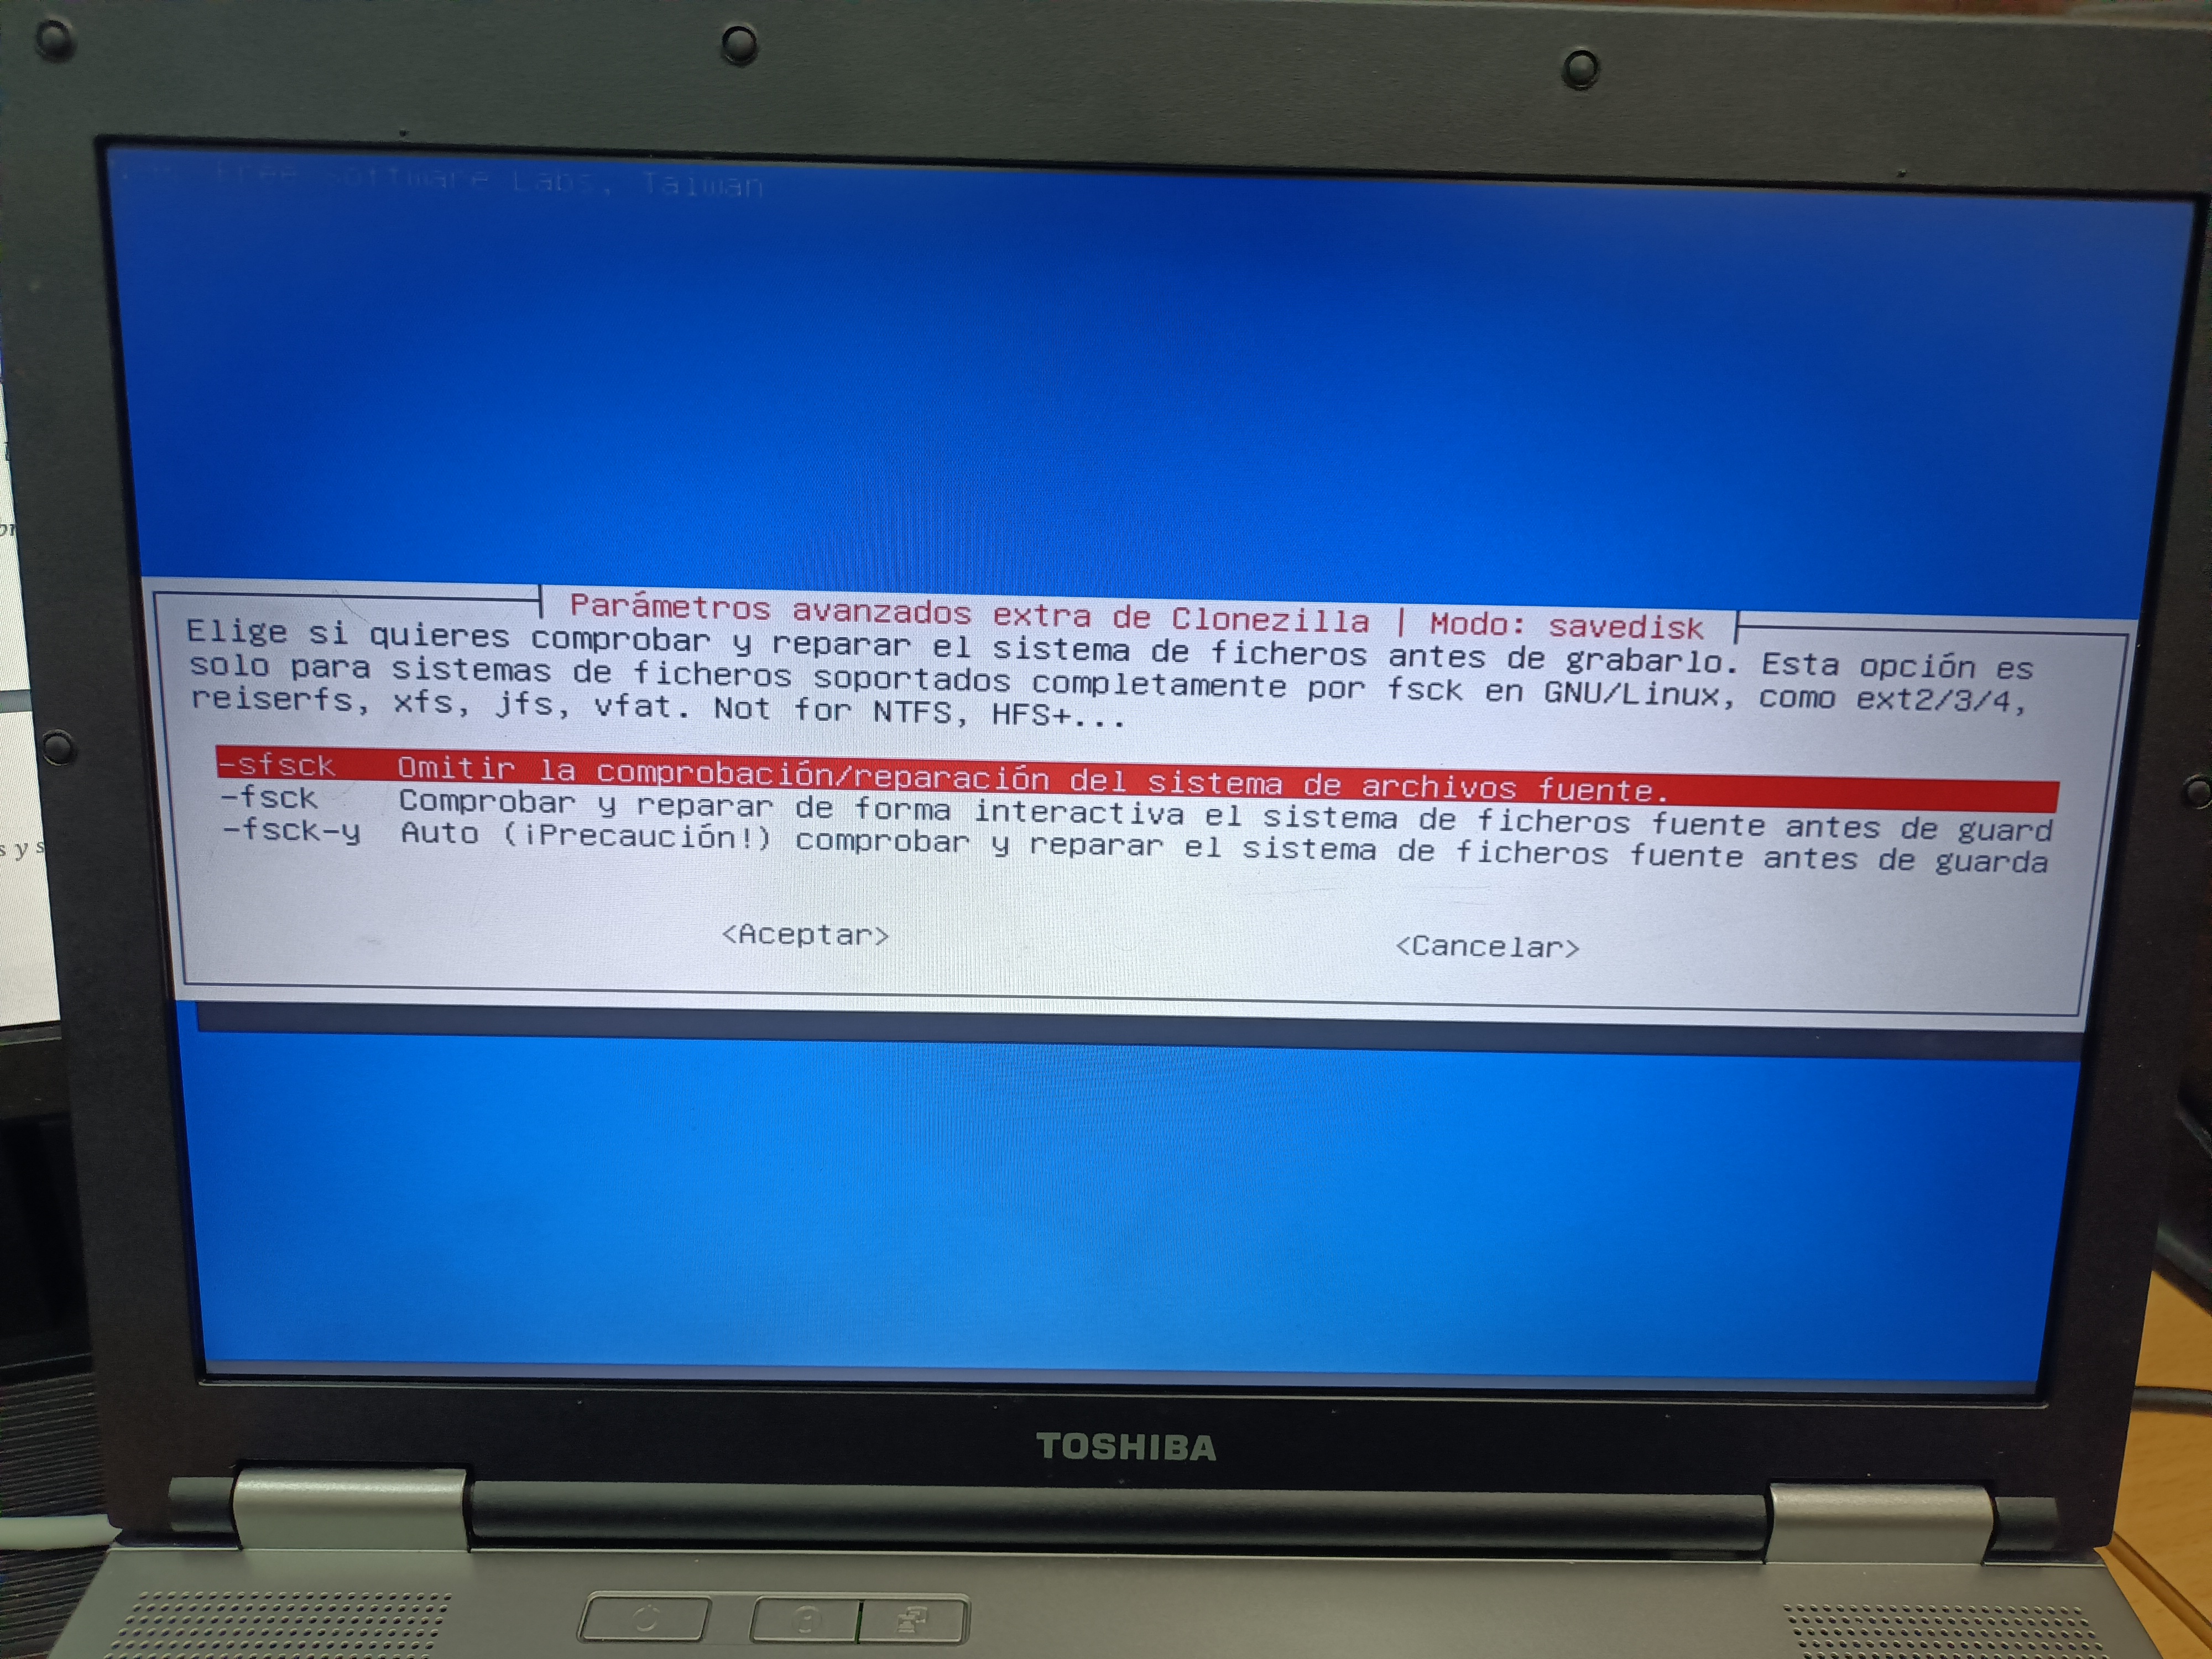 Free Software Labs, Taiwan
Parámetros avanzados extra de Clonezilla | Modo: savedisk
Elige si quieres comprobar y reparar el sistema de ficheros antes de grabarlo. Esta opción es
solo para sistemas de ficheros soportados completamente por fsck en GNU/Linux, como ext2/3/4,
reiserfs, xfs, jfs, vfat. Not for NTFS, HFS+...
-sfsck Omitir la comprobación/reparación del sistema de archivos fuente.
-fsck Comprobar y reparar de forma interactiva el sistema de ficheros fuente antes de guard
-fsck-y Auto (¡Precaución!) comprobar y reparar el sistema de ficheros fuente antes de guarda
<Aceptar> <Cancelar>
s y s
TOSHIBA